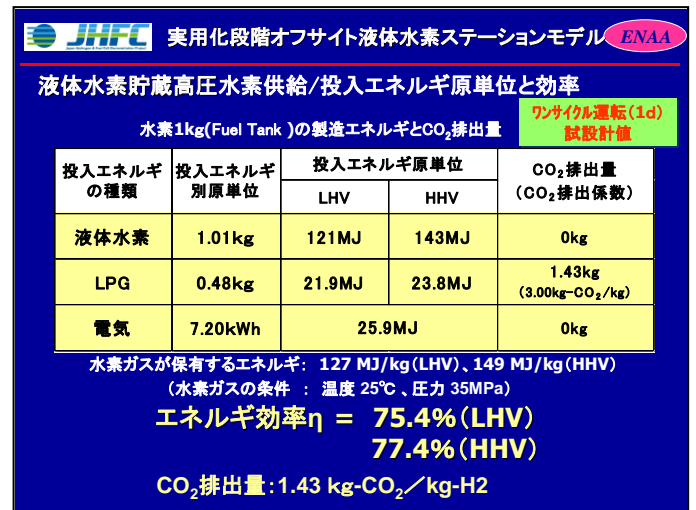 JHFC
Japan Hydrogen & Fuel Cell Demonstration Project
実用化段階オフサイト液体水素ステーションモデル
ENAA
液体水素貯蔵高圧水素供給/投入エネルギ原単位と効率
ワンサイクル運転(1d)
試設計値
水素1kg(Fuel Tank )の製造エネルギとCO₂排出量
投入エネルギの種類 投入エネルギ別原単位 投入エネルギ原単位 CO₂排出量(CO₂排出係数)
LHV HHV
液体水素 1.01kg 121MJ 143MJ 0kg
LPG 0.48kg 21.9MJ 23.8MJ 1.43kg
(3.00kg-CO₂/kg)
電気 7.20kWh 25.9MJ 0kg
水素ガスが保有するエネルギ: 127 MJ/kg(LHV)、149 MJ/kg(HHV)
(水素ガスの条件 : 温度 25℃ 、圧力 35MPa)
エネルギ効率η = 75.4%(LHV)
77.4%(HHV)
CO₂排出量:1.43 kg-CO₂/kg-H2